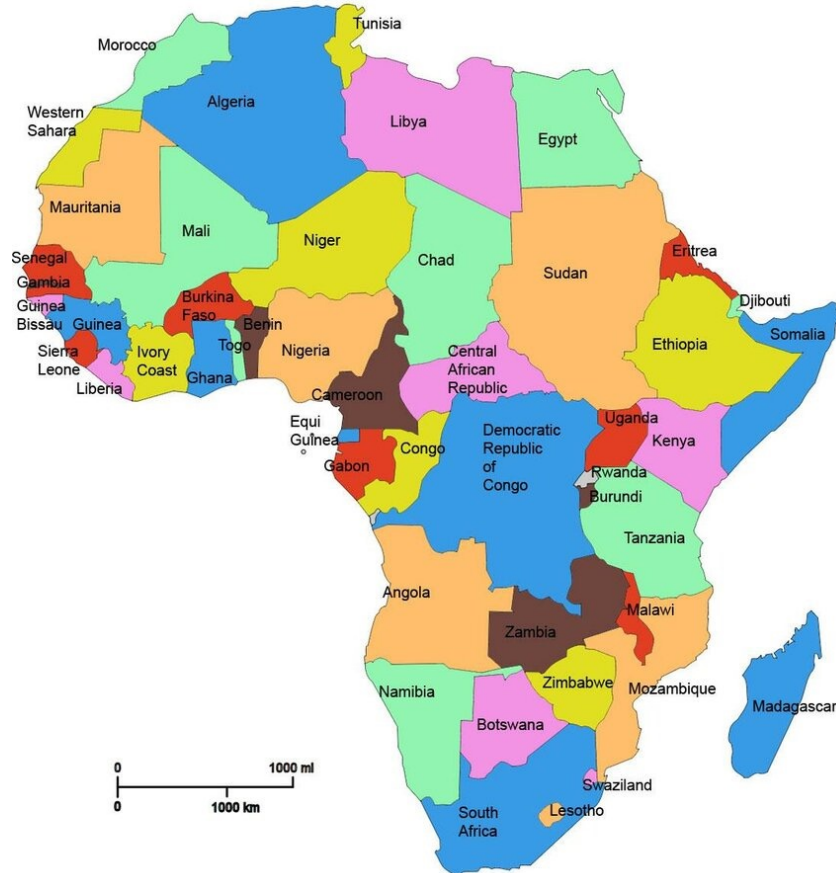 Tunisia
Morocco
Algeria
Western
Sahara
Libya
Egypt
Mauritania
Mali
Niger
Chad
Sudan
Eritrea
Senegal
Gambia
Guinea
Bissau
Guinea
Burkina
Faso
Benin
Djibouti
Somalia
Sierra
Leone
Ivory
Coast
Togo
Ghana
Nigeria
Ethiopia
Liberia
Central
African
Republic
Cameroon
Equi
Guinea
Gabon
Congo
Democratic
Republic
of
Congo
Uganda
Kenya
Rwanda
Burundi
Tanzania
Angola
Zambia
Malawi
Mozambique
Zimbabwe
Namibia
Botswana
Madagascar
Swaziland
South
Africa
Lesotho
0 1000 mi
0 1000 km